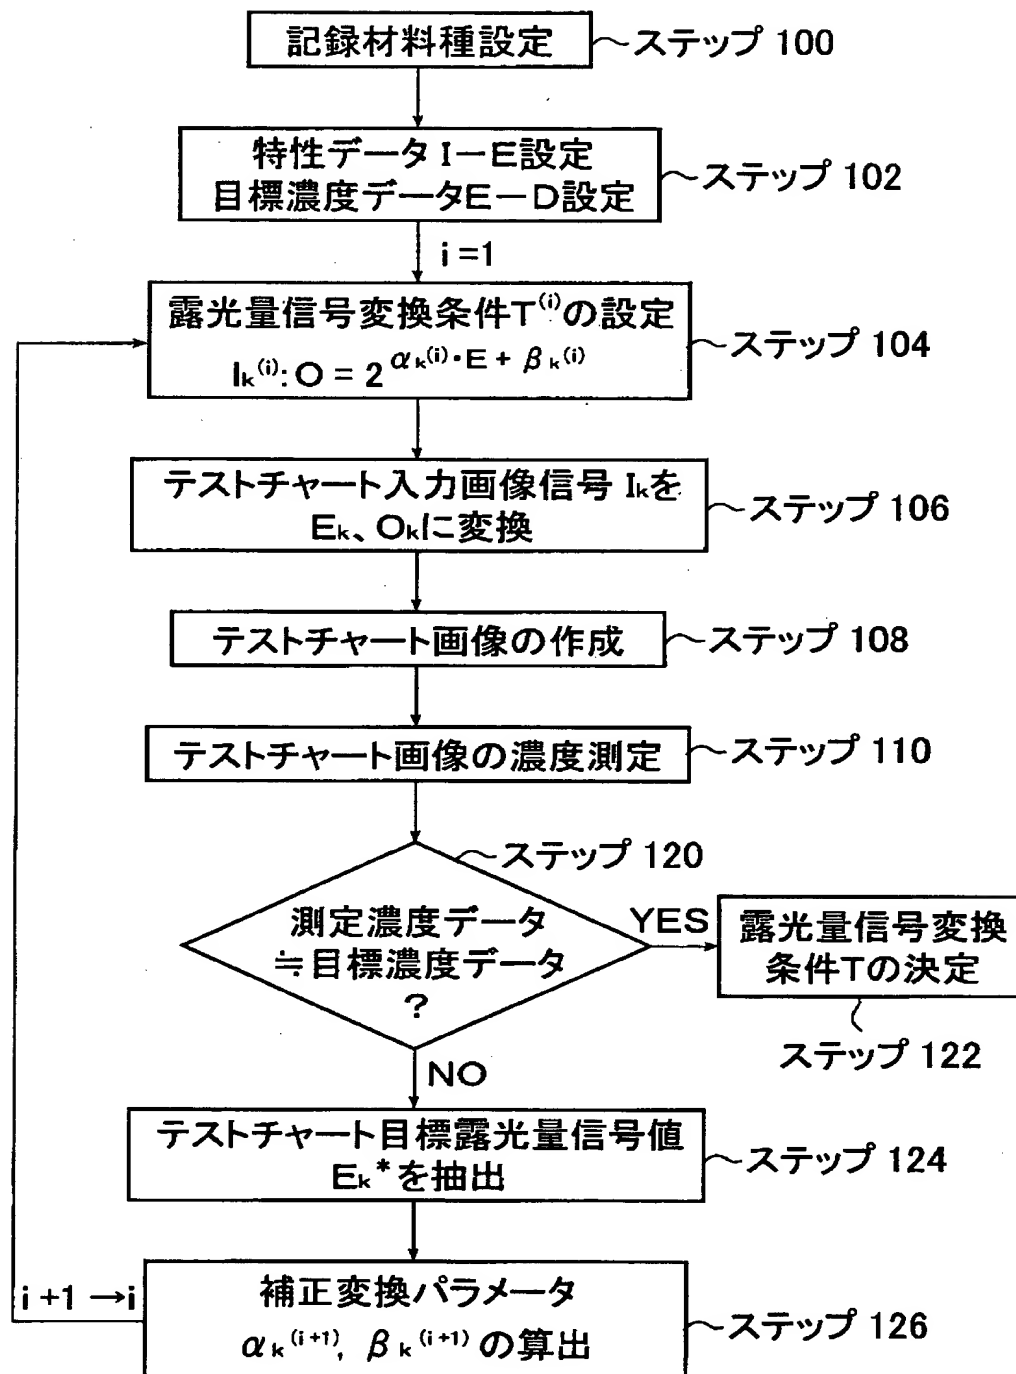 記録材料種設定
ステップ 100
特性データ I－E設定
目標濃度データE－D設定
ステップ 102
i =1
露光量信号変換条件T⁽ⁱ⁾の設定
lₖ⁽ⁱ⁾: O = 2^αₖ⁽ⁱ⁾·E + βₖ⁽ⁱ⁾
ステップ 104
テストチャート入力画像信号 Iₖを
Eₖ、Oₖに変換
ステップ 106
テストチャート画像の作成
ステップ 108
テストチャート画像の濃度測定
ステップ 110
ステップ 120
測定濃度データ
≒目標濃度データ
?
YES
露光量信号変換
条件Tの決定
ステップ 122
NO
テストチャート目標露光量信号値
Eₖ*を抽出
ステップ 124
i +1 →i
補正変換パラメータ
αₖ⁽ⁱ⁺¹⁾, βₖ⁽ⁱ⁺¹⁾ の算出
ステップ 126